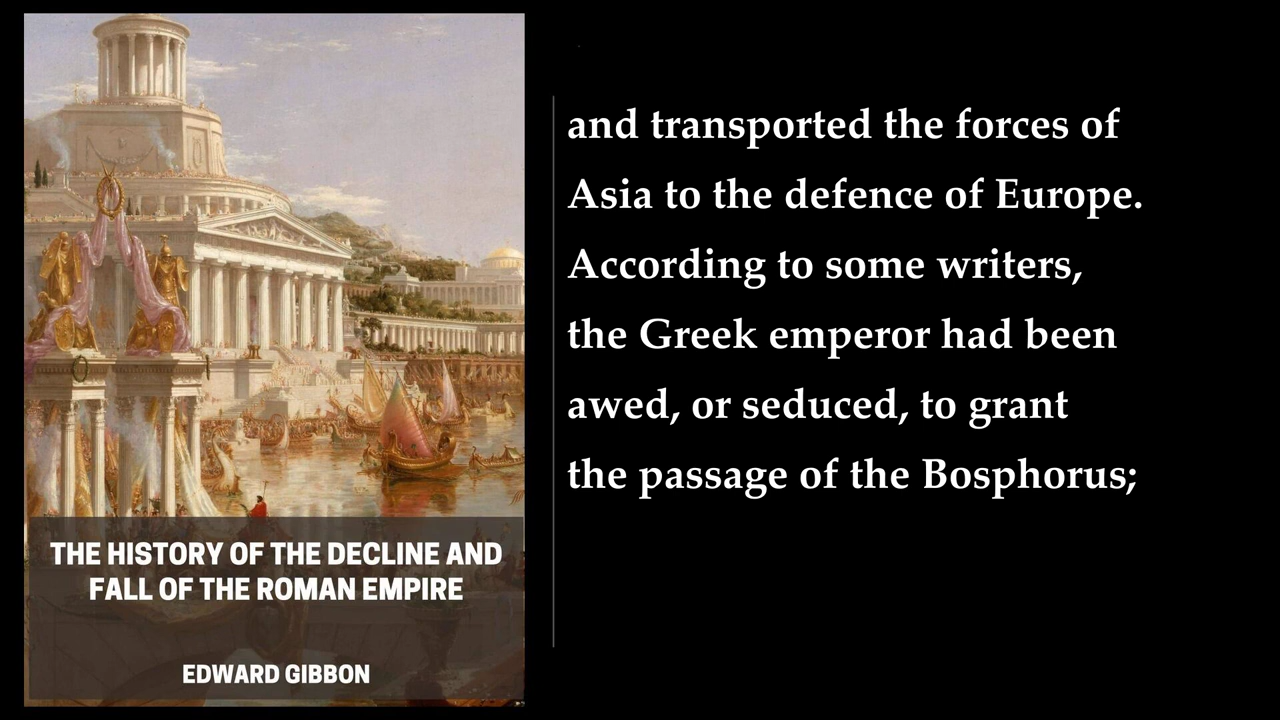 THE HISTORY OF THE DECLINE AND
FALL OF THE ROMAN EMPIRE
EDWARD GIBBON
and transported the forces of
Asia to the defence of Europe.
According to some writers,
the Greek emperor had been
awed, or seduced, to grant
the passage of the Bosphorus;